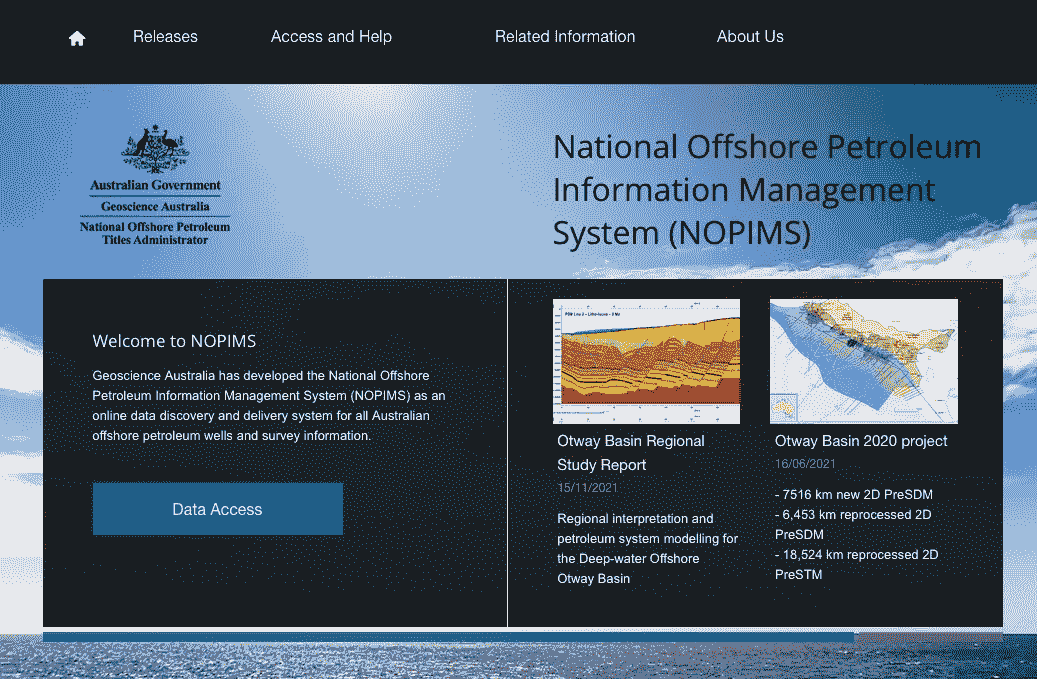 Releases
Access and Help
Related Information
About Us
Australian Government
Geoscience Australia
National Offshore Petroleum
Titles Administrator
National Offshore Petroleum
Information Management
System (NOPIMS)
Welcome to NOPIMS
Geoscience Australia has developed the National Offshore
Petroleum Information Management System (NOPIMS) as an
online data discovery and delivery system for all Australian
offshore petroleum wells and survey information.
Data Access
Otway Basin Regional
Study Report
15/11/2021
Regional interpretation and
petroleum system modelling for
the Deep-water Offshore
Otway Basin
Otway Basin 2020 project
16/06/2021
- 7516 km new 2D PreSDM
- 6,453 km reprocessed 2D
PreSDM
- 18,524 km reprocessed 2D
PreSTM